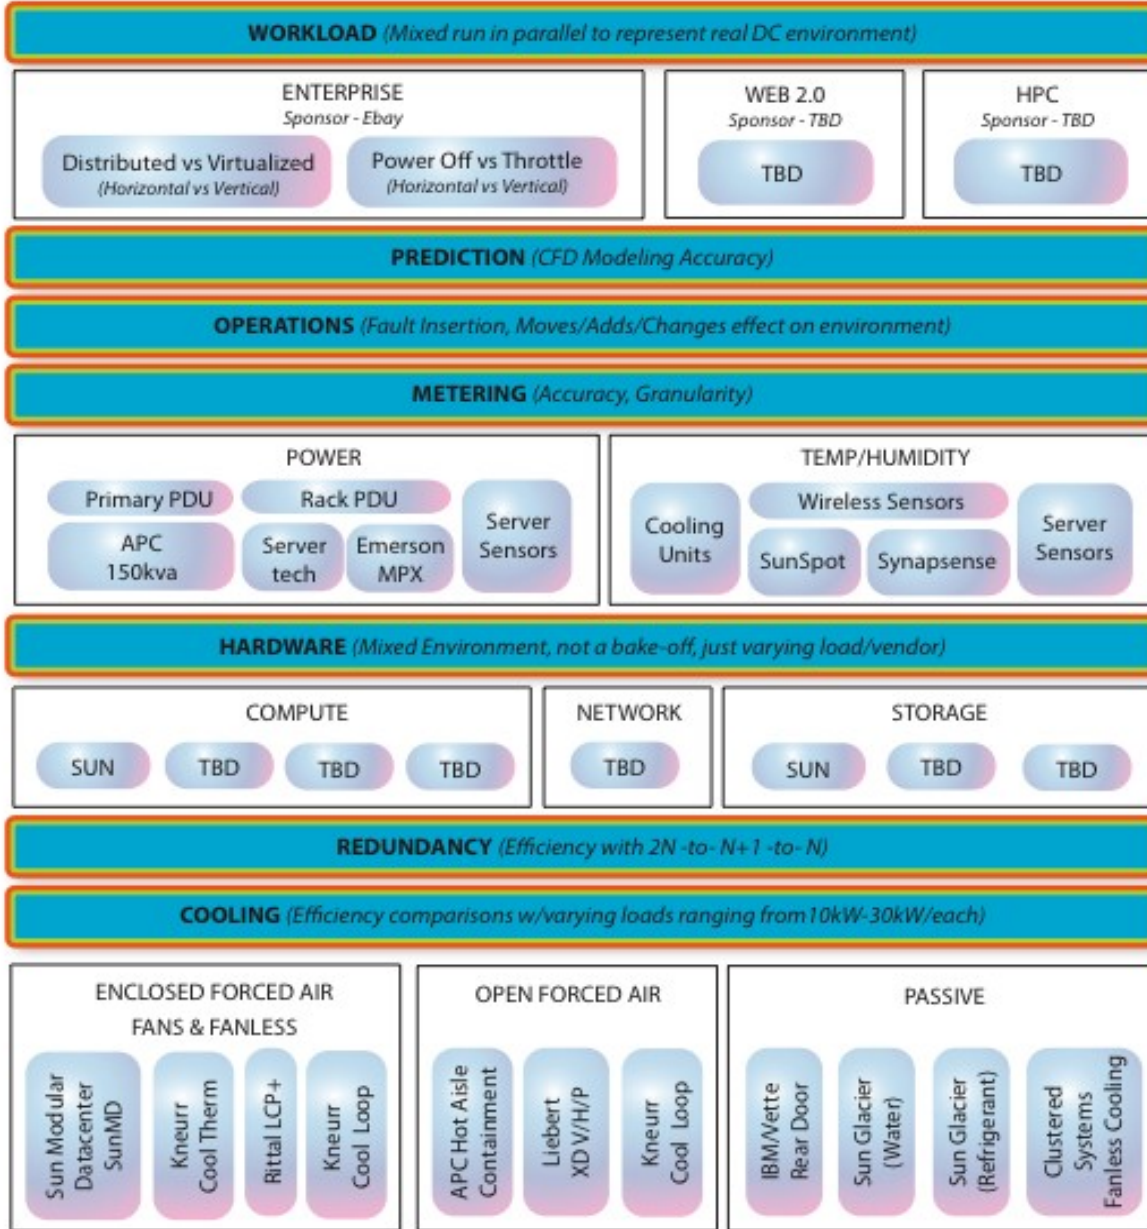 WORKLOAD (Mixed run in parallel to represent real DC environment)
ENTERPRISE
Sponsor - Ebay
Distributed vs Virtualized
(Horizontal vs Vertical)
Power Off vs Throttle
(Horizontal vs Vertical)
WEB 2.0
Sponsor - TBD
TBD
HPC
Sponsor - TBD
TBD
PREDICTION (CFD Modeling Accuracy)
OPERATIONS (Fault Insertion, Moves/Adds/Changes effect on environment)
METERING (Accuracy, Granularity)
POWER
Primary PDU
Rack PDU
APC
150kva
Server
tech
Emerson
MPX
Server
Sensors
TEMP/HUMIDITY
Cooling
Units
Wireless Sensors
SunSpot
Synapsense
Server
Sensors
HARDWARE (Mixed Environment, not a bake-off, just varying load/vendor)
COMPUTE
SUN
TBD
TBD
TBD
NETWORK
TBD
STORAGE
SUN
TBD
TBD
REDUNDANCY (Efficiency with 2N -to- N+1 -to- N)
COOLING (Efficiency comparisons w/varying loads ranging from 10kW-30kW/each)
ENCLOSED FORCED AIR
FANS & FANLESS
Sun Modular
Datacenter
SunMD
Kneurr
Cool Therm
Rittal LCP+
Kneurr
Cool Loop
OPEN FORCED AIR
APC Hot Aisle
Containment
Liebert
XD V/H/P
Kneurr
Cool Loop
PASSIVE
IBM/Vette
Rear Door
Sun Glacier
(Water)
Sun Glacier
(Refrigerant)
Clustered
Systems
Fanless Cooling